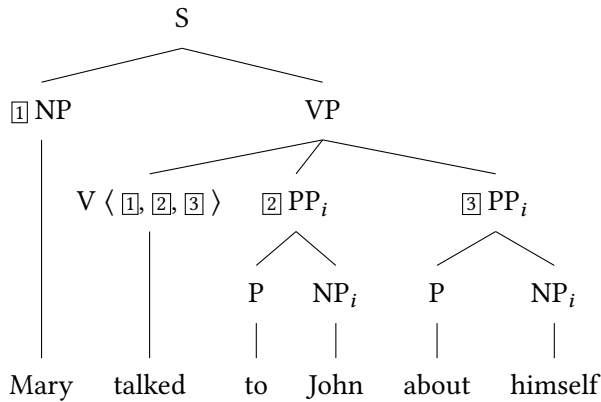 S
1 NP VP
V ⟨ 1, 2, 3 ⟩ 2 PPi 3 PPi
P NPi P NPi
Mary talked to John about himself